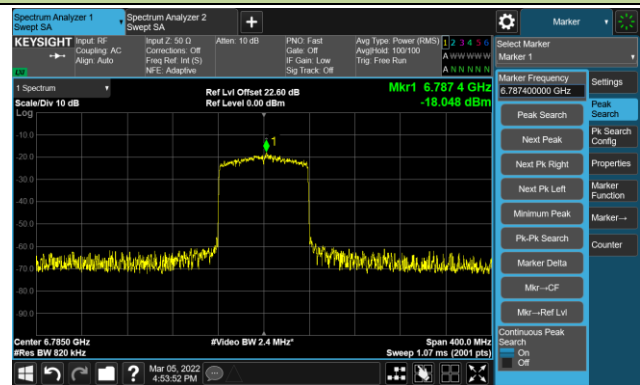 Spectrum Analyzer 1
Swept SA
Spectrum Analyzer 2
Swept SA
+
Marker
KEYSIGHT
Input: RF
Coupling: AC
Align: Auto
Input Z: 50 Ω
Corrections: Off
Freq Ref: Int (S)
NFE: Adaptive
Atten: 10 dB
PNO: Fast
Gate: Off
IF Gain: Low
Sig Track: Off
Avg Type: Power (RMS)
Avg|Hold: 100/100
Trig: Free Run
1 2 3 4 5 6
A W W W W W
A N N N N N
Select Marker
Marker 1
1 Spectrum
Scale/Div 10 dB
Log
Ref Lvl Offset 22.60 dB
Ref Level 0.00 dBm
Mkr1 6.787 4 GHz
-18.048 dBm
Marker Frequency
6.787400000 GHz
Settings
Peak Search
Next Peak
Next Pk Right
Next Pk Left
Minimum Peak
Pk-Pk Search
Marker Delta
Mkr→CF
Mkr→Ref Lvl
Continuous Peak
Search
On
Off
Peak
Search
Pk Search
Config
Properties
Marker
Function
Marker→
Counter
-10.0
-20.0
-30.0
-40.0
-50.0
-60.0
-70.0
-80.0
-90.0
1
Center 6.7850 GHz
#Res BW 820 kHz
#Video BW 2.4 MHz*
Span 400.0 MHz
Sweep 1.07 ms (2001 pts)
?
Mar 05, 2022
4:53:52 PM